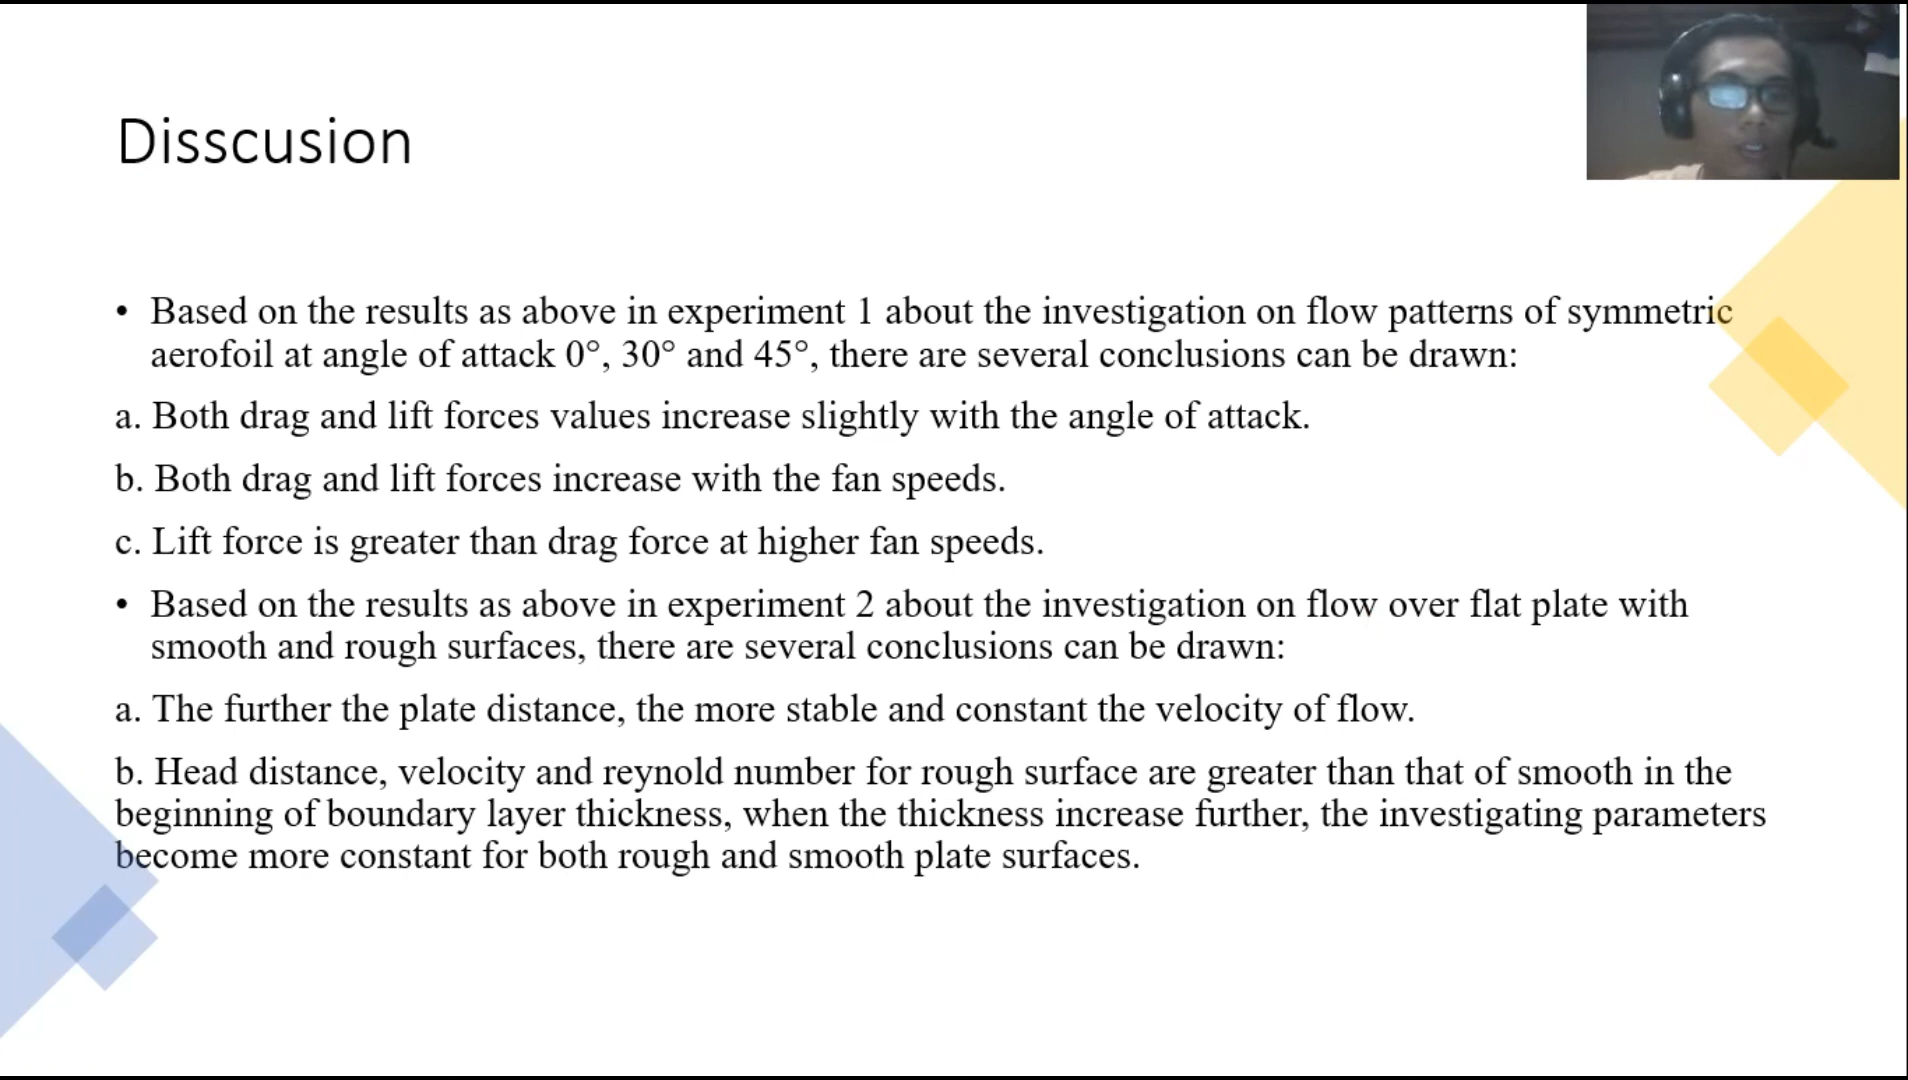 Disscusion
• Based on the results as above in experiment 1 about the investigation on flow patterns of symmetric
aerofoil at angle of attack 0°, 30° and 45°, there are several conclusions can be drawn:
a. Both drag and lift forces values increase slightly with the angle of attack.
b. Both drag and lift forces increase with the fan speeds.
c. Lift force is greater than drag force at higher fan speeds.
• Based on the results as above in experiment 2 about the investigation on flow over flat plate with
smooth and rough surfaces, there are several conclusions can be drawn:
a. The further the plate distance, the more stable and constant the velocity of flow.
b. Head distance, velocity and reynold number for rough surface are greater than that of smooth in the
beginning of boundary layer thickness, when the thickness increase further, the investigating parameters
become more constant for both rough and smooth plate surfaces.